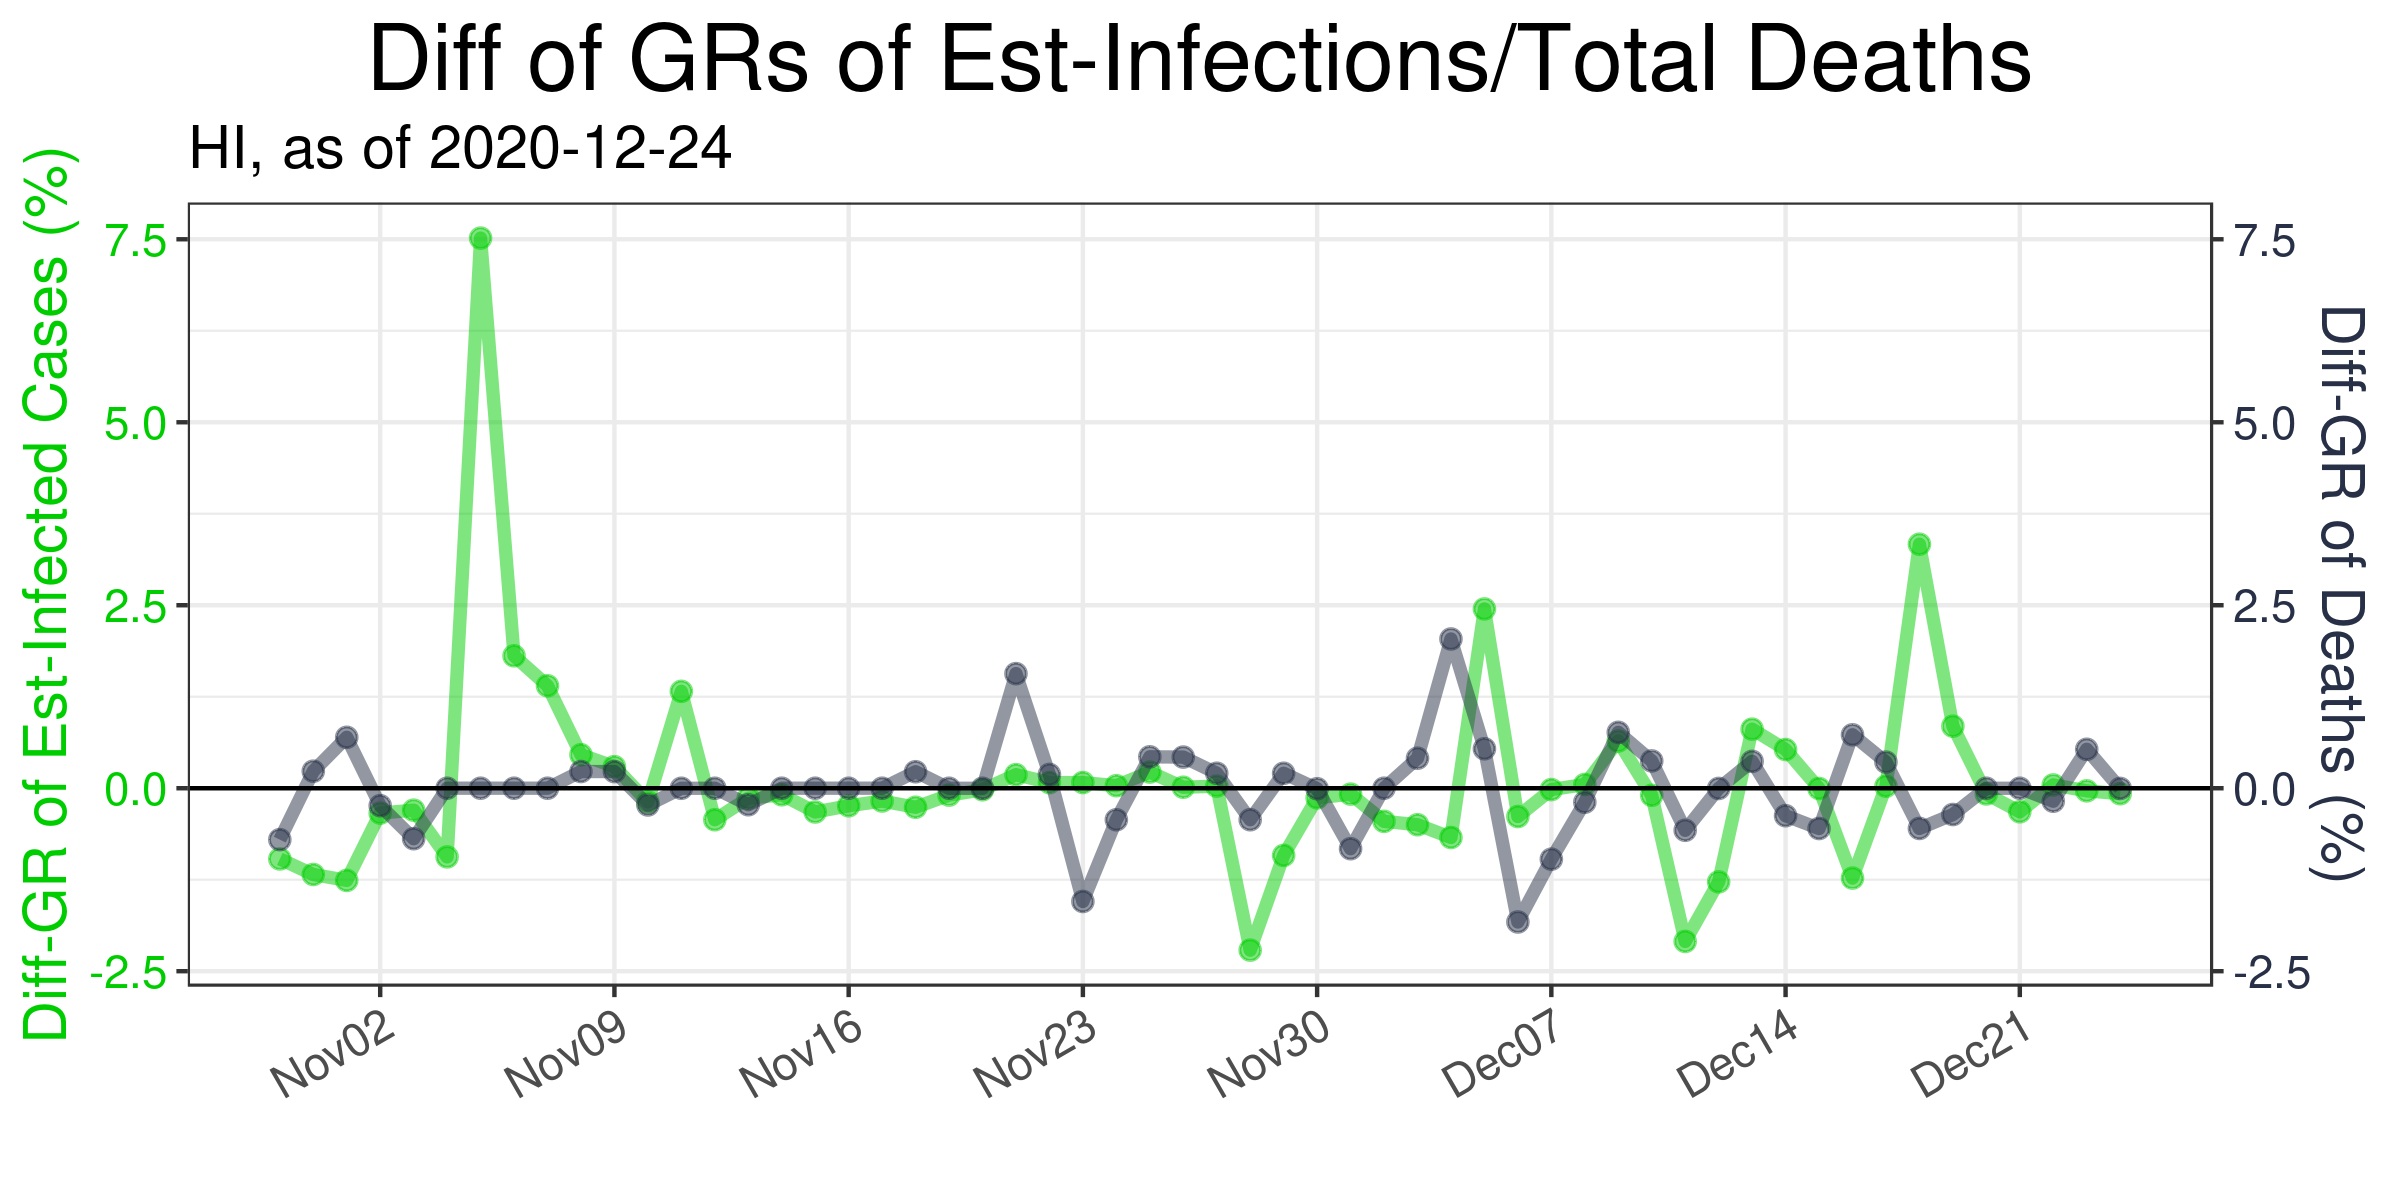 Diff of GRs of Est-Infections/Total Deaths
HI, as of 2020-12-24
Diff-GR of Est-Infected Cases (%)
7.5
5.0
2.5
0.0
-2.5
7.5
5.0
2.5
0.0
-2.5
Diff-GR of Deaths (%)
Nov02
Nov09
Nov16
Nov23
Nov30
Dec07
Dec14
Dec21